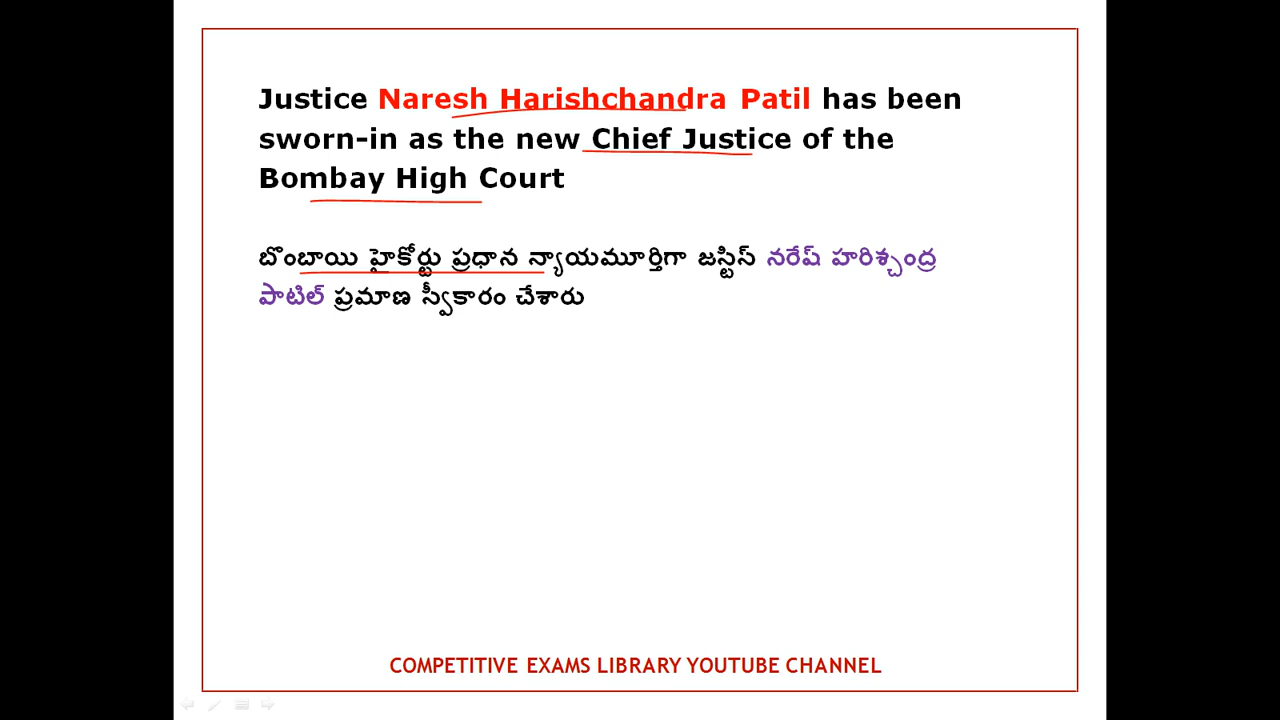 Justice Naresh Harishchandra Patil has been
sworn-in as the new Chief Justice of the
Bombay High Court
బొంబాయి హైకోర్టు ప్రధాన న్యాయమూర్తిగా జస్టిస్ నరేష్ హరిశ్చంద్ర
పాటిల్ ప్రమాణ స్వీకారం చేశారు
COMPETITIVE EXAMS LIBRARY YOUTUBE CHANNEL